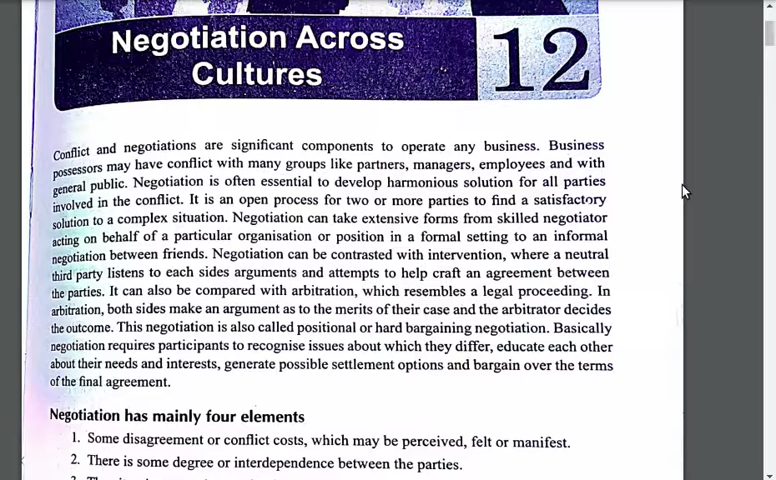 Negotiation Across
Cultures
12
Conflict and negotiations are significant components to operate any business. Business
possessors may have conflict with many groups like partners, managers, employees and with
general public. Negotiation is often essential to develop harmonious solution for all parties
involved in the conflict. It is an open process for two or more parties to find a satisfactory
solution to a complex situation. Negotiation can take extensive forms from skilled negotiator
acting on behalf of a particular organisation or position in a formal setting to an informal
negotiation between friends. Negotiation can be contrasted with intervention, where a neutral
third party listens to each sides arguments and attempts to help craft an agreement between
the parties. It can also be compared with arbitration, which resembles a legal proceeding. In
arbitration, both sides make an argument as to the merits of their case and the arbitrator decides
the outcome. This negotiation is also called positional or hard bargaining negotiation. Basically
negotiation requires participants to recognise issues about which they differ, educate each other
about their needs and interests, generate possible settlement options and bargain over the terms
of the final agreement.
Negotiation has mainly four elements
1. Some disagreement or conflict costs, which may be perceived, felt or manifest.
2. There is some degree or interdependence between the parties.